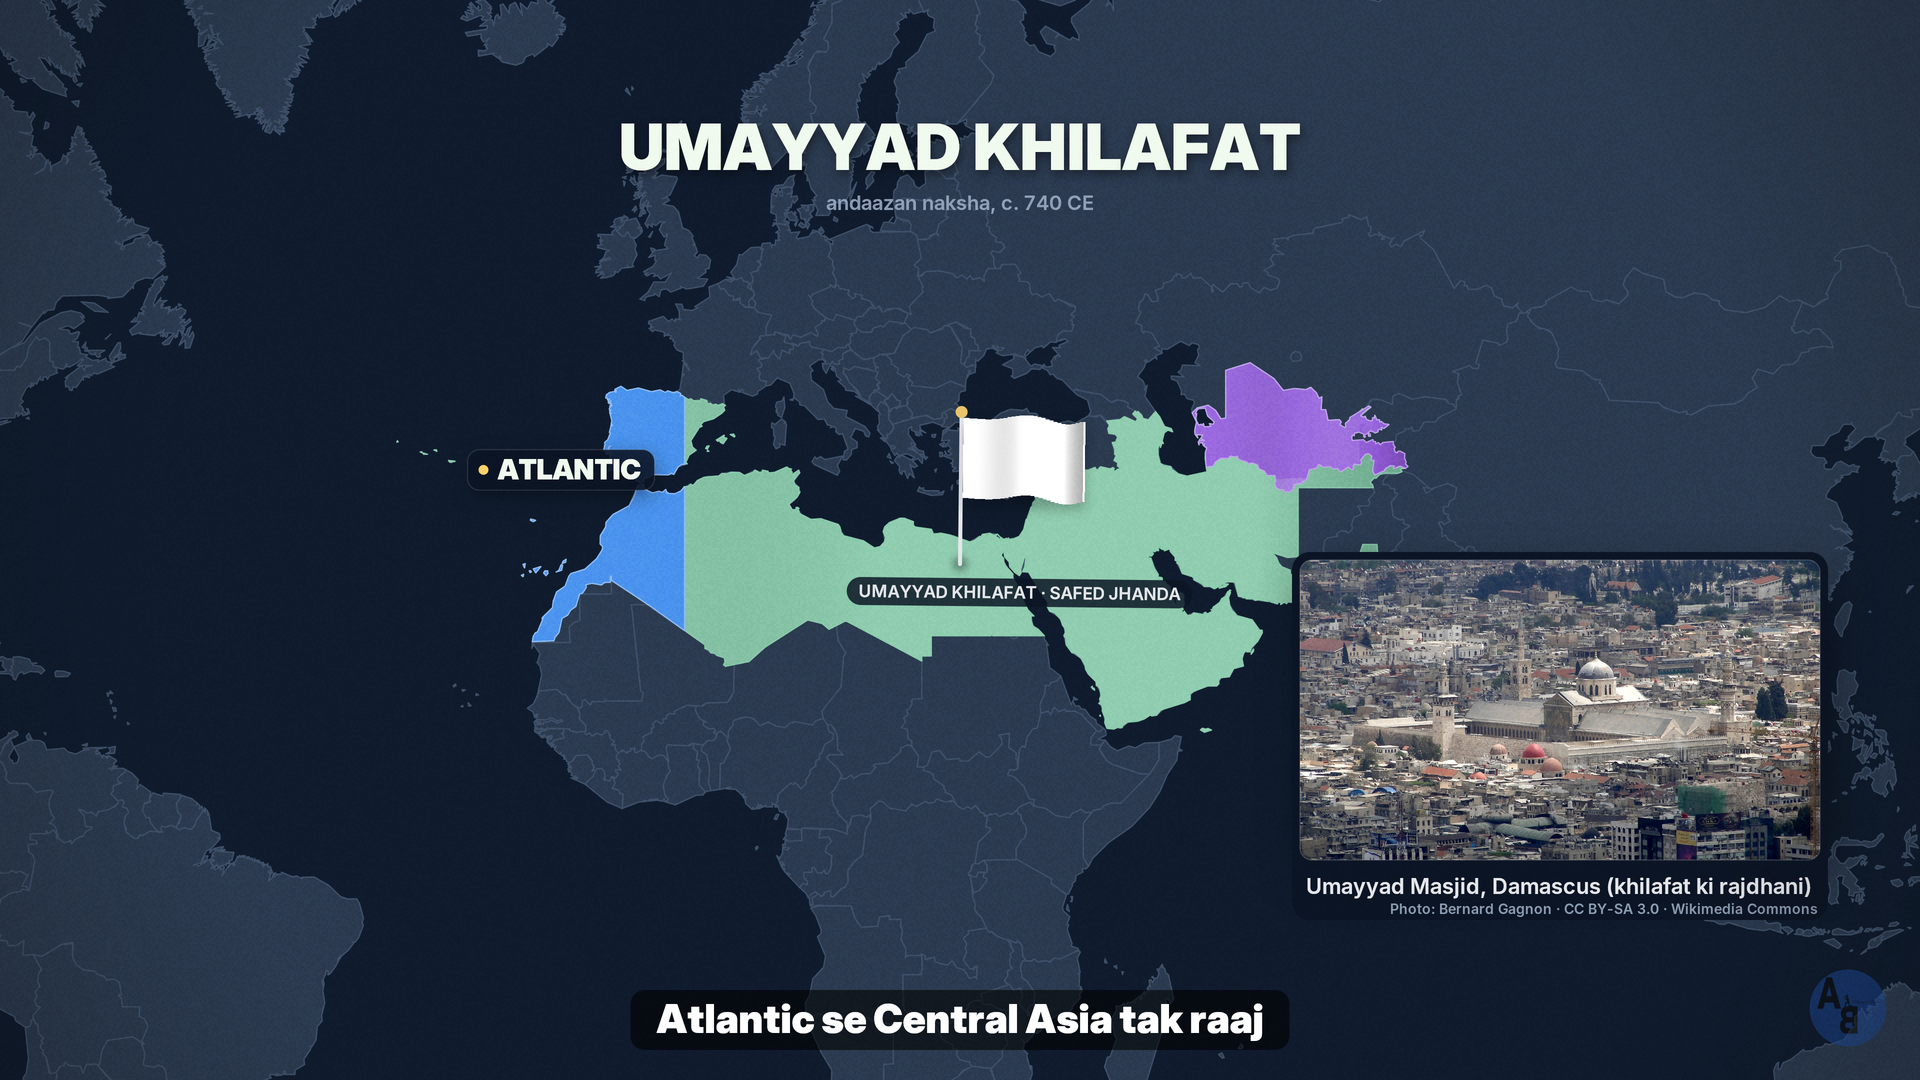 UMAYYAD KHILAFAT
andaazan naksha, c. 740 CE
ATLANTIC
UMAYYAD KHILAFAT · SAFED JHANDA
Umayyad Masjid, Damascus (khilafat ki rajdhani)
Photo: Bernard Gagnon · CC BY-SA 3.0 · Wikimedia Commons
Atlantic se Central Asia tak raaj
A
B